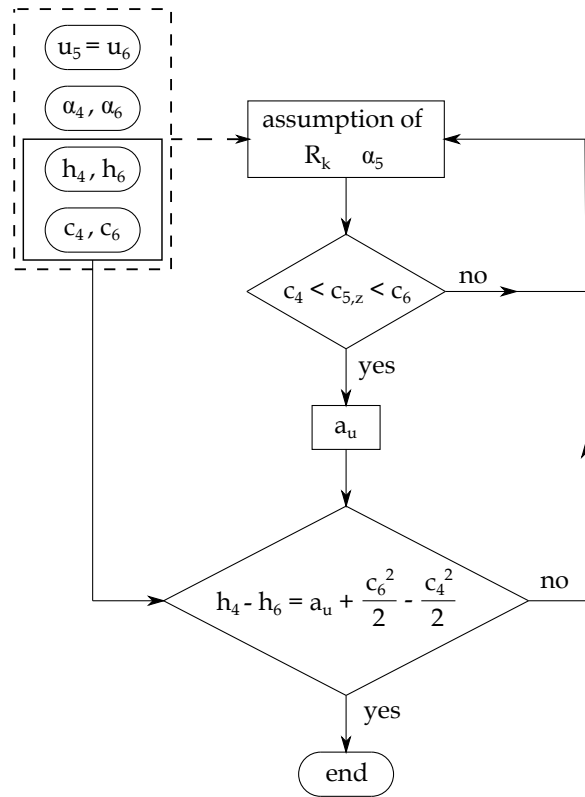 u₅ = u₆
α₄ , α₆
h₄ , h₆
c₄ , c₆
assumption of
Rₖ α₅
c₄ < c₅,z < c₆
no
yes
aᵤ
h₄ - h₆ = aᵤ + c₆²/2 - c₄²/2
no
yes
end